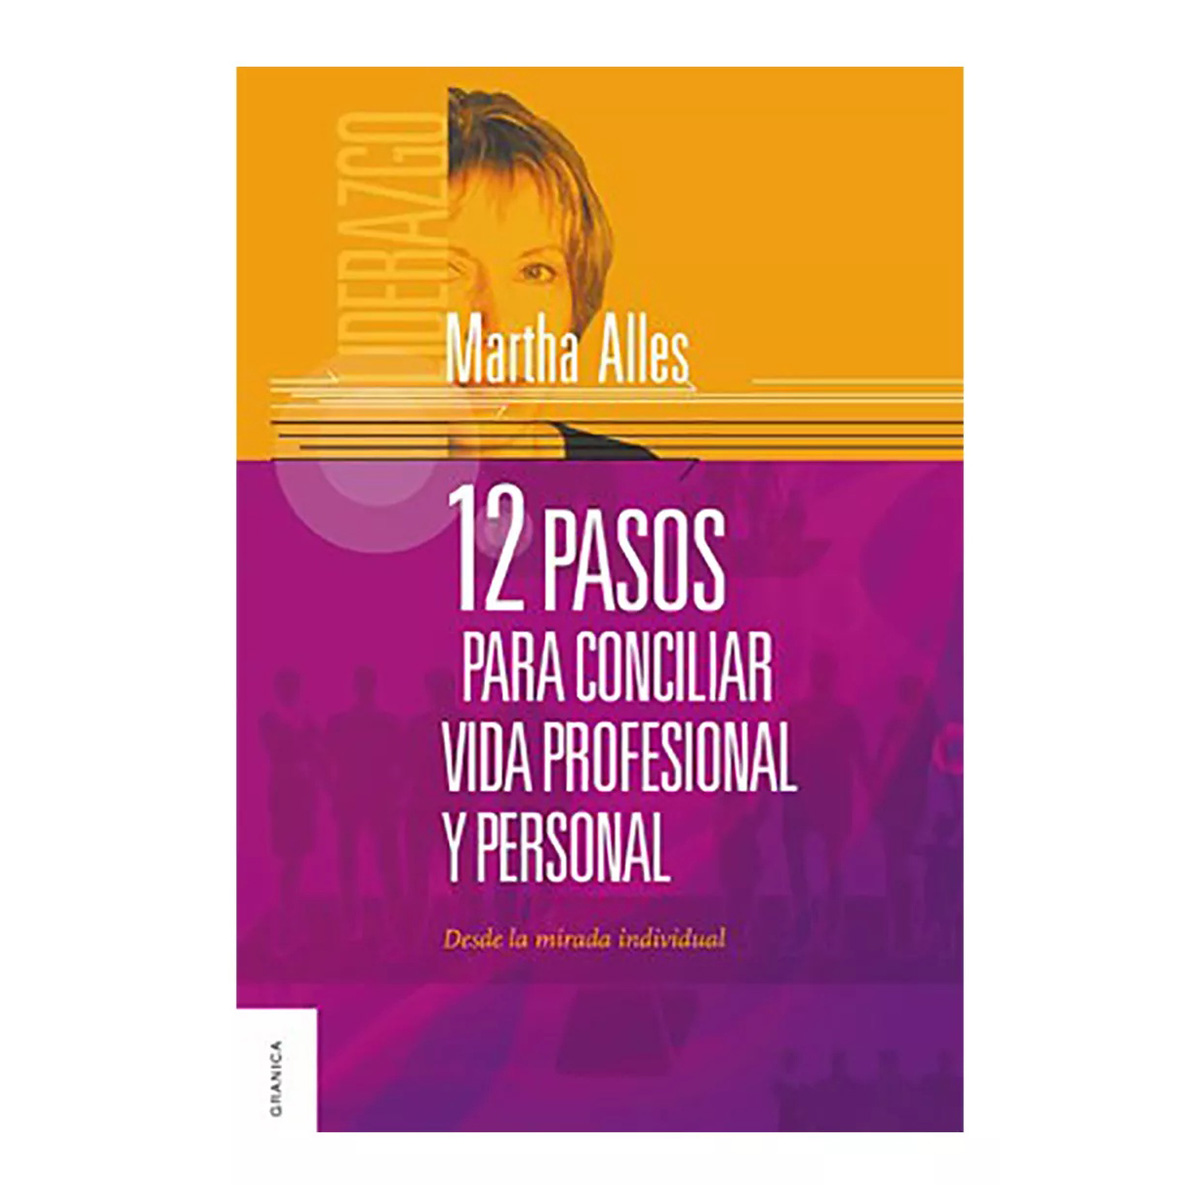 LIDERAZGO
Martha Alles
12 PASOS
PARA CONCILIAR
VIDA PROFESIONAL
Y PERSONAL
Desde la mirada individual
GRANICA